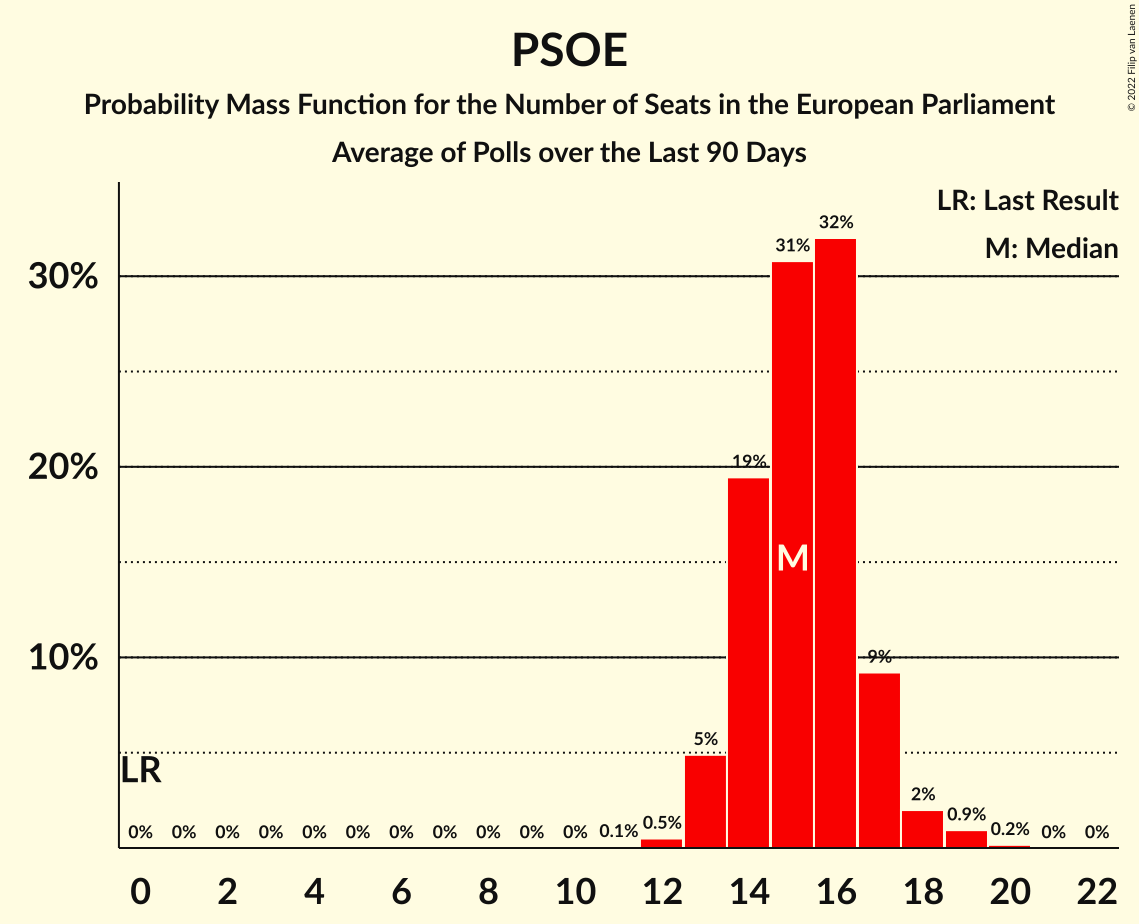 PSOE
Probability Mass Function for the Number of Seats in the European Parliament
Average of Polls over the Last 90 Days
© 2022 Filip van Laenen
LR: Last Result
M: Median
30%
20%
10%
LR
M
0% 0% 0% 0% 0% 0% 0% 0% 0% 0% 0% 0.1% 0.5% 5% 19% 31% 32% 9% 2% 0.9% 0.2% 0% 0%
0 2 4 6 8 10 12 14 16 18 20 22